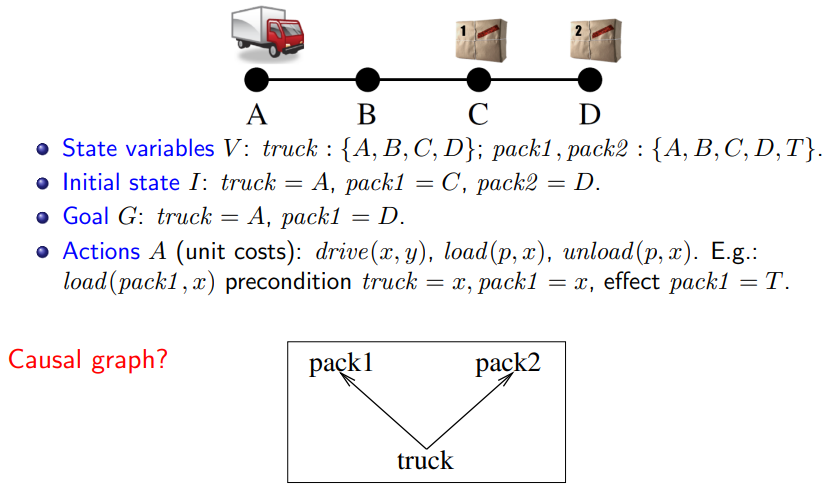 1 2
A B C D
State variables V: truck : {A, B, C, D}; pack1, pack2 : {A, B, C, D, T}.
Initial state I: truck = A, pack1 = C, pack2 = D.
Goal G: truck = A, pack1 = D.
Actions A (unit costs): drive(x, y), load(p, x), unload(p, x). E.g.:
load(pack1, x) precondition truck = x, pack1 = x, effect pack1 = T.
Causal graph?
pack1 pack2
truck